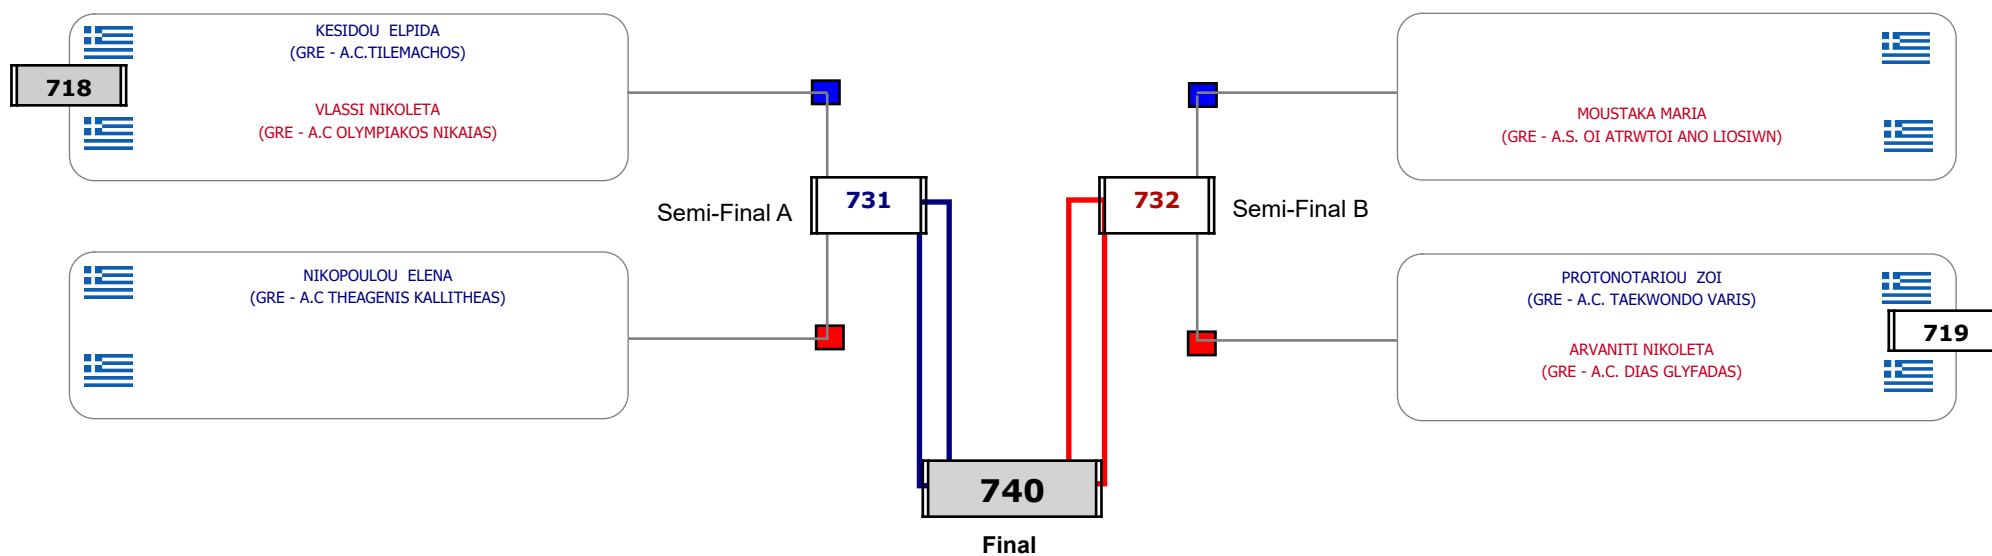 KESIDOU ELPIDA
(GRE - A.C.TILEMACHOS)
718
VLASSI NIKOLETA
(GRE - A.C OLYMPIAKOS NIKAIAS)
MOUSTAKA MARIA
(GRE - A.S. OI ATRWTOI ANO LIOSIWN)
Semi-Final A
731
732
Semi-Final B
NIKOPOULOU ELENA
(GRE - A.C THEAGENIS KALLITHEAS)
PROTONOTARIOU ZOI
(GRE - A.C. TAEKWONDO VARIS)
719
ARVANITI NIKOLETA
(GRE - A.C. DIAS GLYFADAS)
740
Final